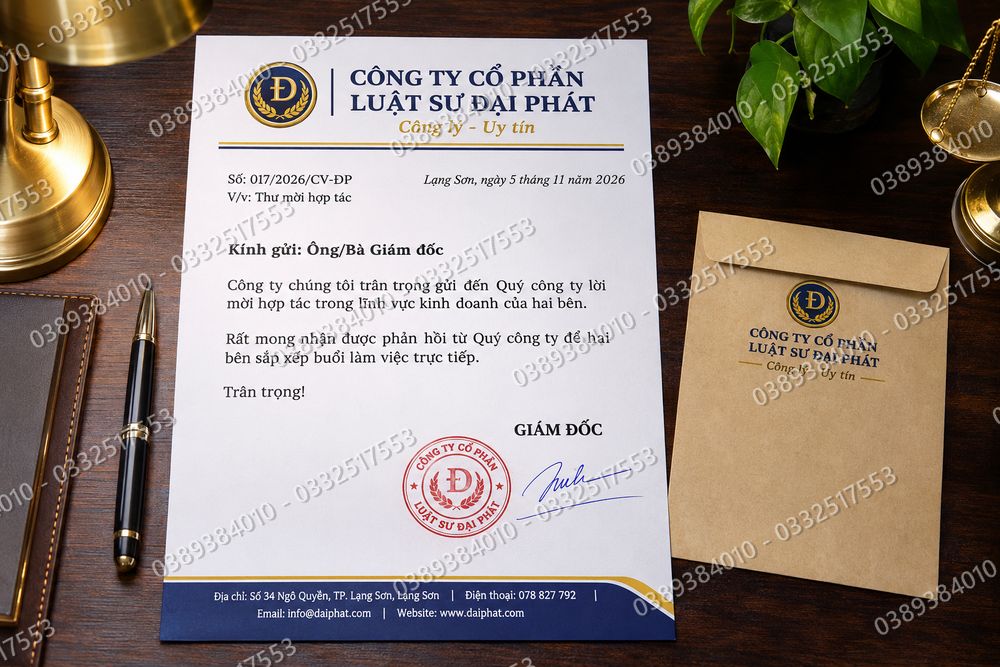 Đ
CÔNG TY CỔ PHẦN
LUẬT SƯ ĐẠI PHÁT
Công lý - Uy tín
Số: 017/2026/CV-ĐP
Lạng Sơn, ngày 5 tháng 11 năm 2026
V/v: Thư mời hợp tác
Kính gửi: Ông/Bà Giám đốc
Công ty chúng tôi trân trọng gửi đến Quý công ty lời
mời hợp tác trong lĩnh vực kinh doanh của hai bên.
Rất mong nhận được phản hồi từ Quý công ty để hai
bên sắp xếp buổi làm việc trực tiếp.
Trân trọng!
GIÁM ĐỐC
CÔNG TY CỔ PHẦN
Đ
LUẬT SƯ ĐẠI PHÁT
Địa chỉ: Số 34 Ngô Quyền, TP. Lạng Sơn, Lạng Sơn | Điện thoại: 078 827 792 |
Email: info@daiphat.com | Website: www.daiphat.com
Đ
CÔNG TY CỔ PHẦN
LUẬT SƯ ĐẠI PHÁT
Công lý - Uy tín
0389384010 - 0332517553